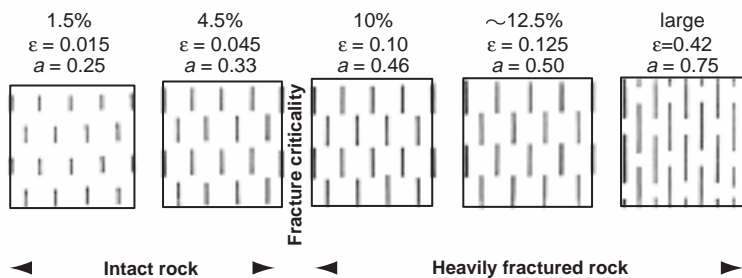 1.5%
ε = 0.015
a = 0.25
4.5%
ε = 0.045
a = 0.33
Fracture criticality
10%
ε = 0.10
a = 0.46
∼12.5%
ε = 0.125
a = 0.50
large
ε=0.42
a = 0.75
Intact rock
Heavily fractured rock